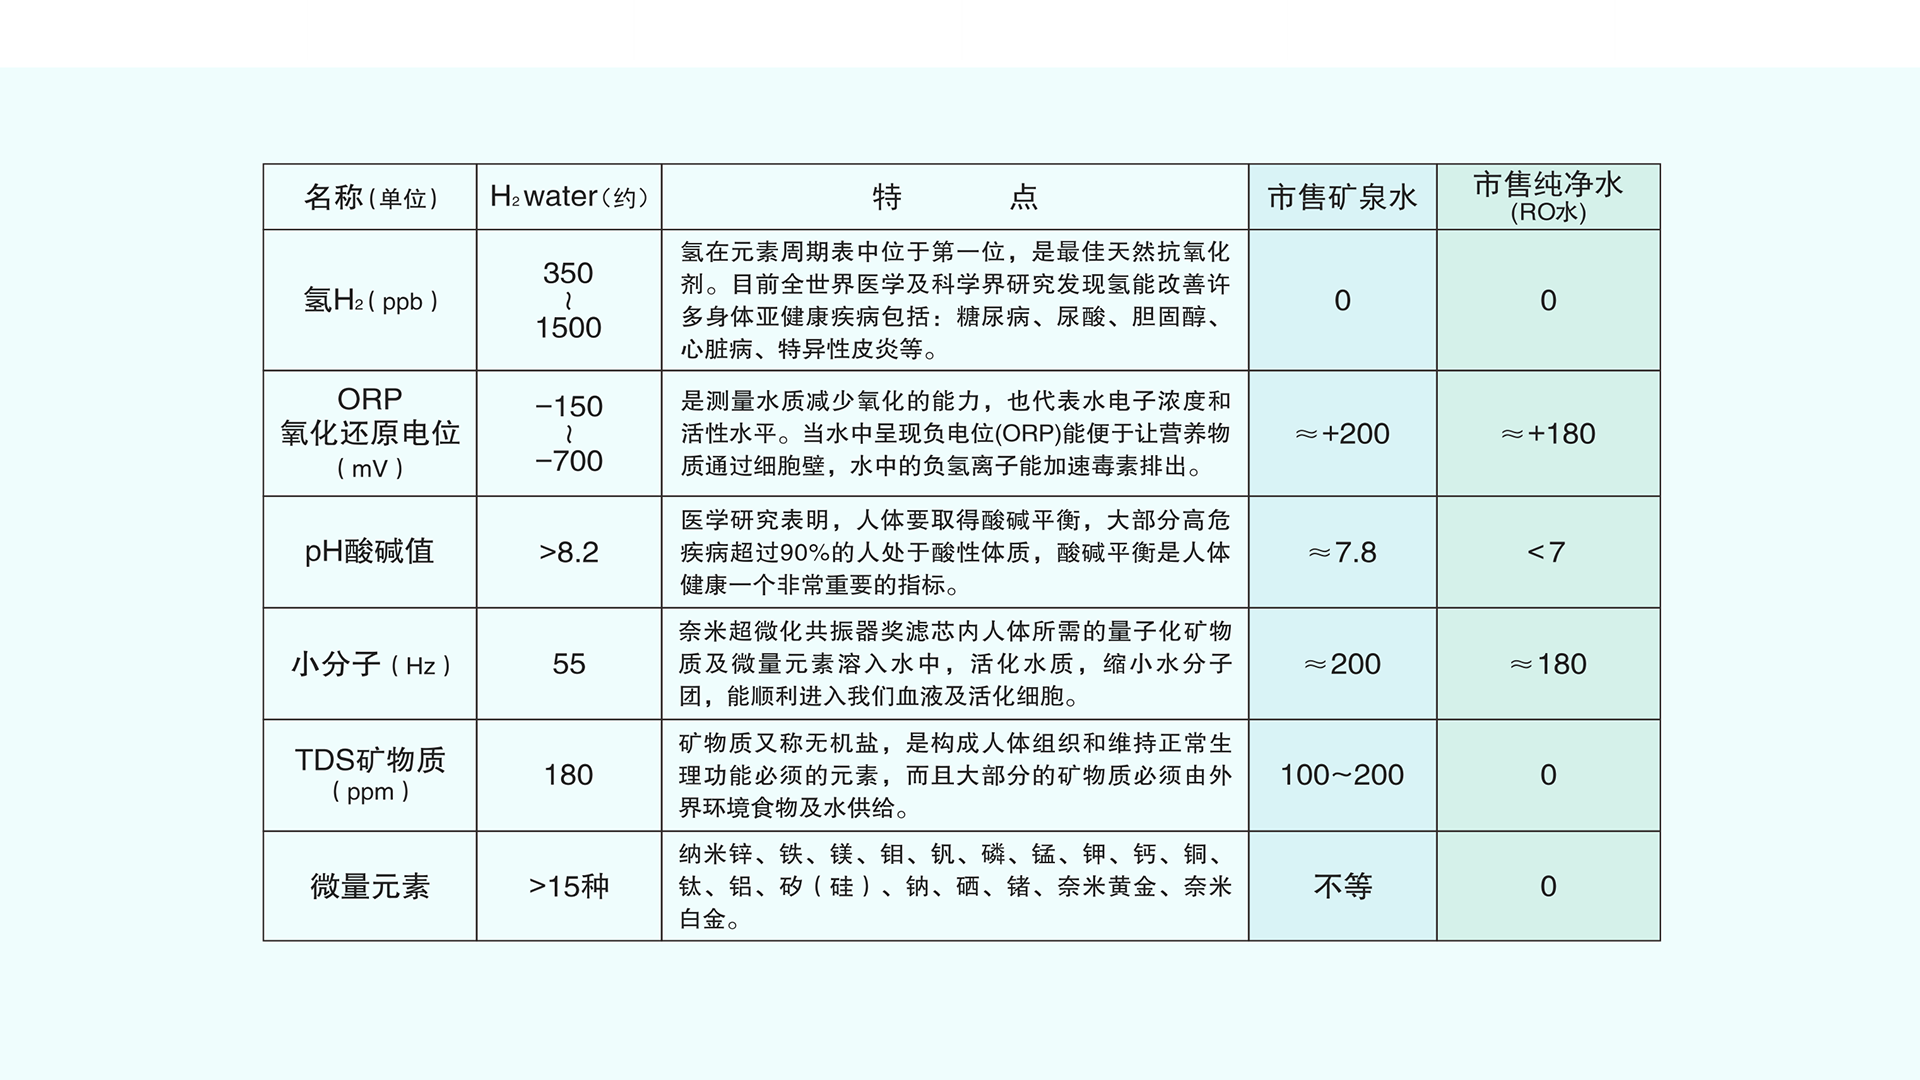 名称(单位)
H₂water(约)
特 点
市售矿泉水
市售纯净水
(RO水)
氢H₂(ppb)
350
~
1500
氢在元素周期表中位于第一位，是最佳天然抗氧化
剂。目前全世界医学及科学界研究发现氢能改善许
多身体亚健康疾病包括：糖尿病、尿酸、胆固醇、
心脏病、特异性皮炎等。
0
0
ORP
氧化还原电位
(mV)
−150
~
−700
是测量水质减少氧化的能力，也代表水电子浓度和
活性水平。当水中呈现负电位(ORP)能便于让营养物
质通过细胞壁，水中的负氢离子能加速毒素排出。
≈+200
≈+180
pH酸碱值
>8.2
医学研究表明，人体要取得酸碱平衡，大部分高危
疾病超过90%的人处于酸性体质，酸碱平衡是人体
健康一个非常重要的指标。
≈7.8
<7
小分子(Hz)
55
奈米超微化共振器奖滤芯内人体所需的量子化矿物
质及微量元素溶入水中，活化水质，缩小水分子
团，能顺利进入我们血液及活化细胞。
≈200
≈180
TDS矿物质
(ppm)
180
矿物质又称无机盐，是构成人体组织和维持正常生
理功能必须的元素，而且大部分的矿物质必须由外
界环境食物及水供给。
100~200
0
微量元素
>15种
纳米锌、铁、镁、钼、钒、磷、锰、钾、钙、铜、
钛、铝、矽(硅)、钠、硒、锗、奈米黄金、奈米
白金。
不等
0